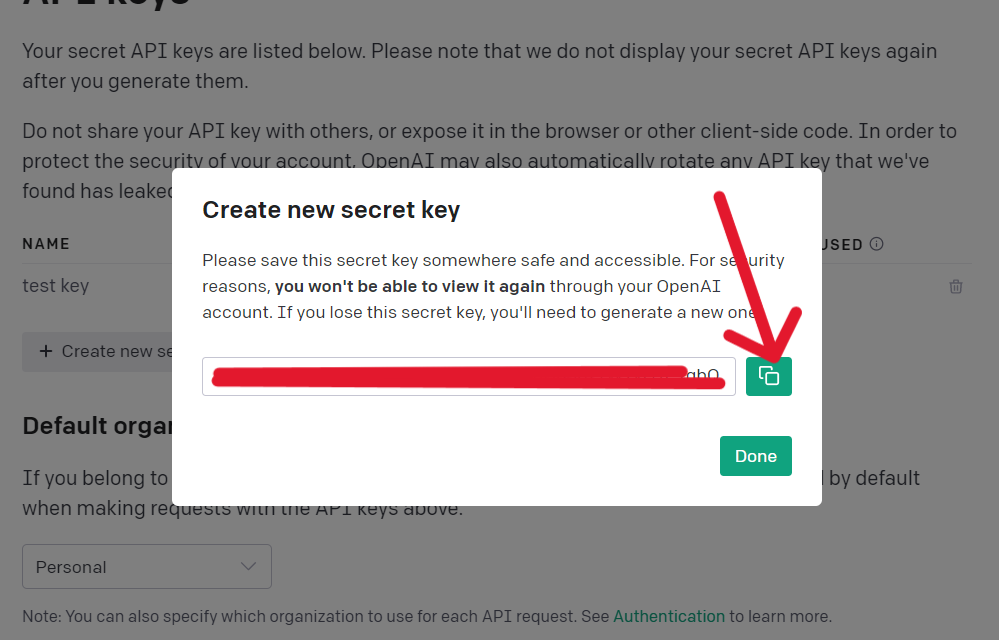 API keys
Your secret API keys are listed below. Please note that we do not display your secret API keys again
after you generate them.
Do not share your API key with others, or expose it in the browser or other client-side code. In order to
protect the security of your account, OpenAI may also automatically rotate any API key that we've
found has leaked
Create new secret key
NAME
USED
Please save this secret key somewhere safe and accessible. For security
reasons, you won't be able to view it again through your OpenAI
account. If you lose this secret key, you'll need to generate a new one
test key
+ Create new se
Default organ
Done
If you belong to
by default
when making requests with the API keys above.
Personal
Note: You can also specify which organization to use for each API request. See Authentication to learn more.